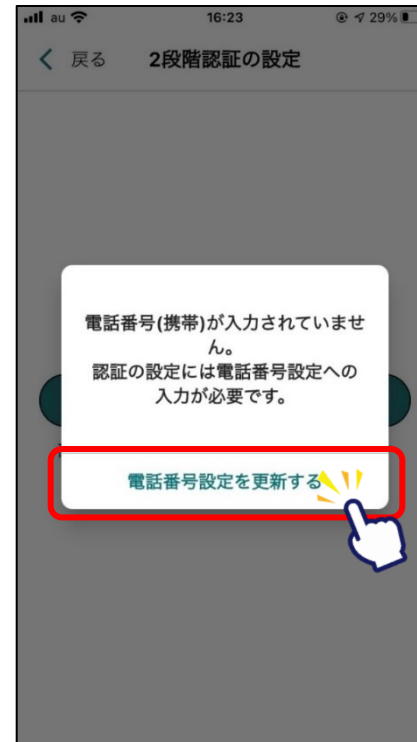 au 16:23 29%
戻る 2段階認証の設定
電話番号(携帯)が入力されていませ
ん。
認証の設定には電話番号設定への
入力が必要です。
電話番号設定を更新する